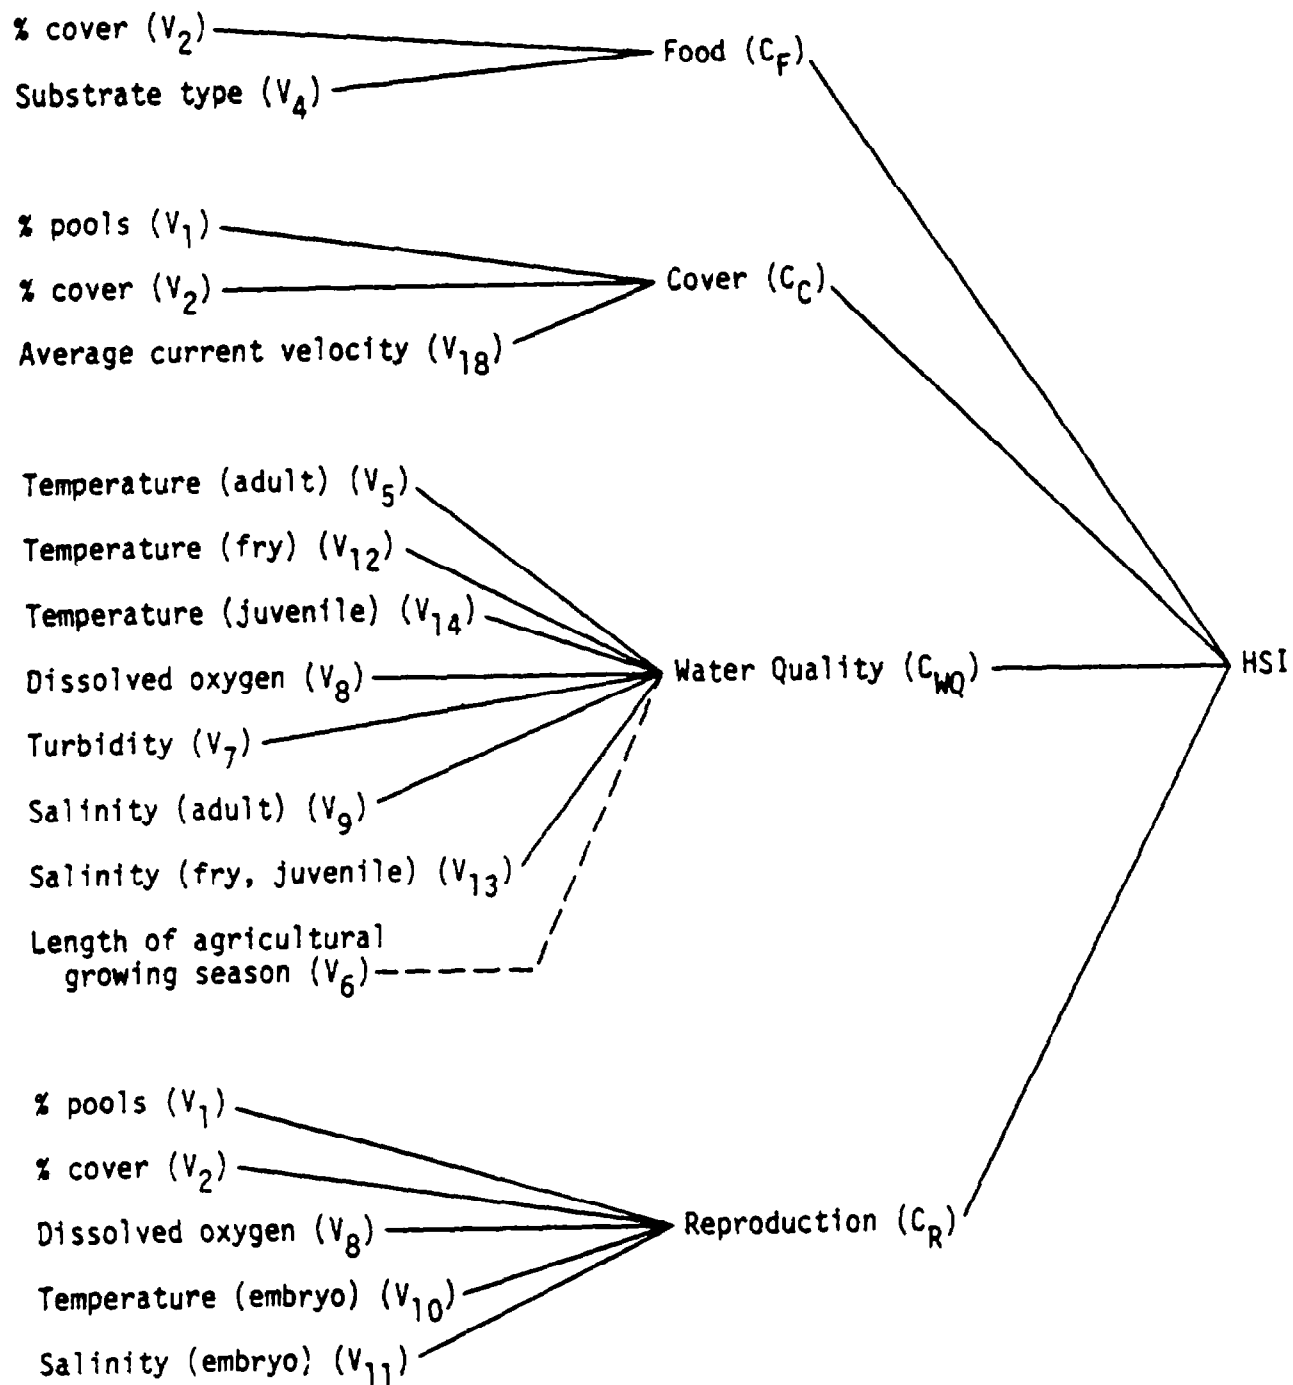 % cover (V2)
Substrate type (V4)
Food (CF)
% pools (V1)
% cover (V2)
Average current velocity (V18)
Cover (CC)
Temperature (adult) (V5)
Temperature (fry) (V12)
Temperature (juvenile) (V14)
Dissolved oxygen (V8)
Turbidity (V7)
Salinity (adult) (V9)
Salinity (fry, juvenile) (V13)
Length of agricultural
growing season (V6)
Water Quality (CWQ)
HSI
% pools (V1)
% cover (V2)
Dissolved oxygen (V8)
Temperature (embryo) (V10)
Salinity (embryo) (V11)
Reproduction (CR)